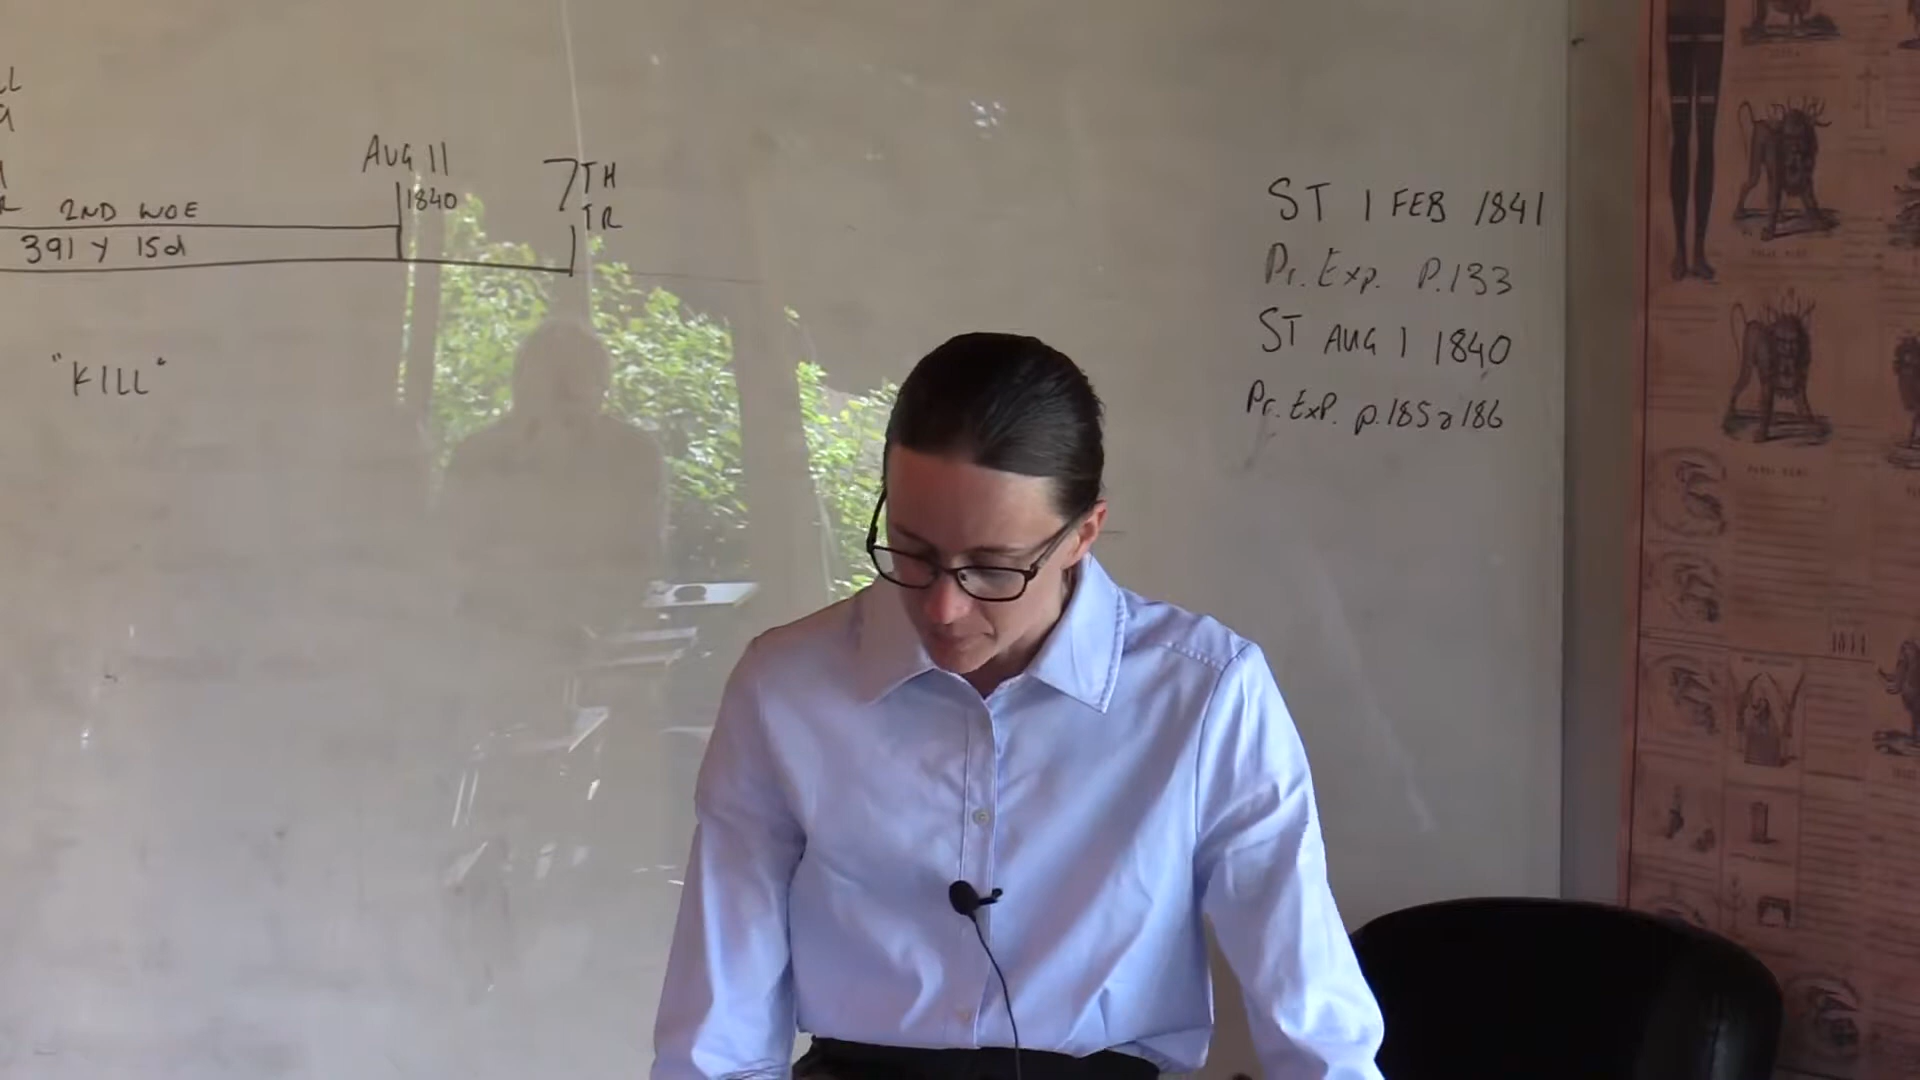 AUG 11
1840
7TH
TR
2ND WOE
391 Y 15d
"KILL"
ST 1 FEB 1841
Pr. Exp. P.133
ST AUG 1 1840
Pr. Exp. p.185 & 186